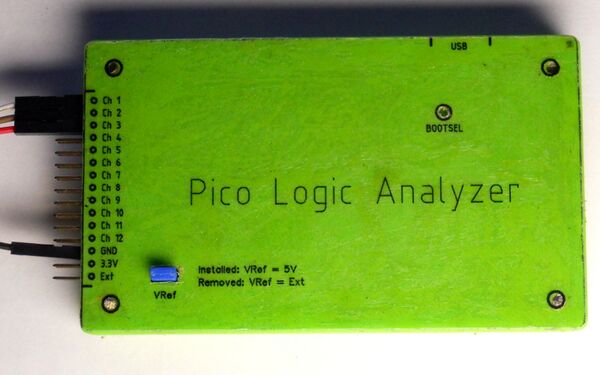 USB
Ch 1
Ch 2
Ch 3
Ch 4
Ch 5
Ch 6
Ch 7
Ch 8
Ch 9
Ch 10
Ch 11
Ch 12
GND
3.3V
Ext
BOOTSEL
Pico Logic Analyzer
Installed: VRef = 5V
Removed: VRef = Ext
VRef